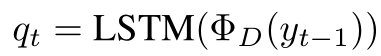 q_t = LSTM(Φ_D(y_{t−1}))